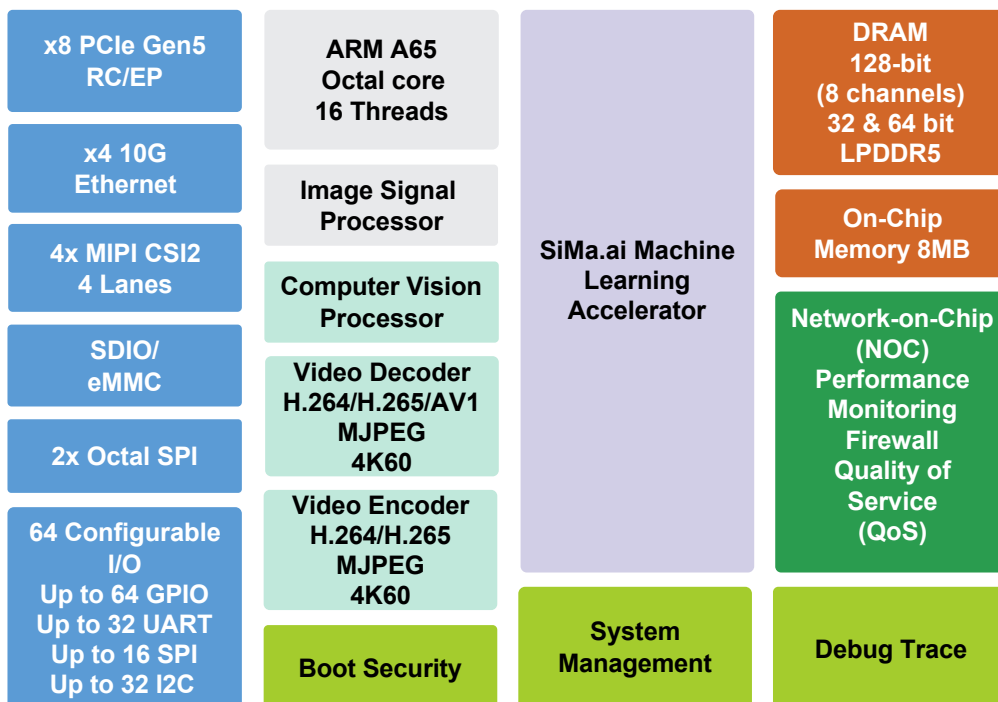 x8 PCIe Gen5
RC/EP
x4 10G
Ethernet
4x MIPI CSI2
4 Lanes
SDIO/
eMMC
2x Octal SPI
64 Configurable
I/O
Up to 64 GPIO
Up to 32 UART
Up to 16 SPI
Up to 32 I2C
ARM A65
Octal core
16 Threads
Image Signal
Processor
Computer Vision
Processor
Video Decoder
H.264/H.265/AV1
MJPEG
4K60
Video Encoder
H.264/H.265
MJPEG
4K60
Boot Security
SiMa.ai Machine
Learning
Accelerator
System
Management
DRAM
128-bit
(8 channels)
32 & 64 bit
LPDDR5
On-Chip
Memory 8MB
Network-on-Chip
(NOC)
Performance
Monitoring
Firewall
Quality of
Service
(QoS)
Debug Trace